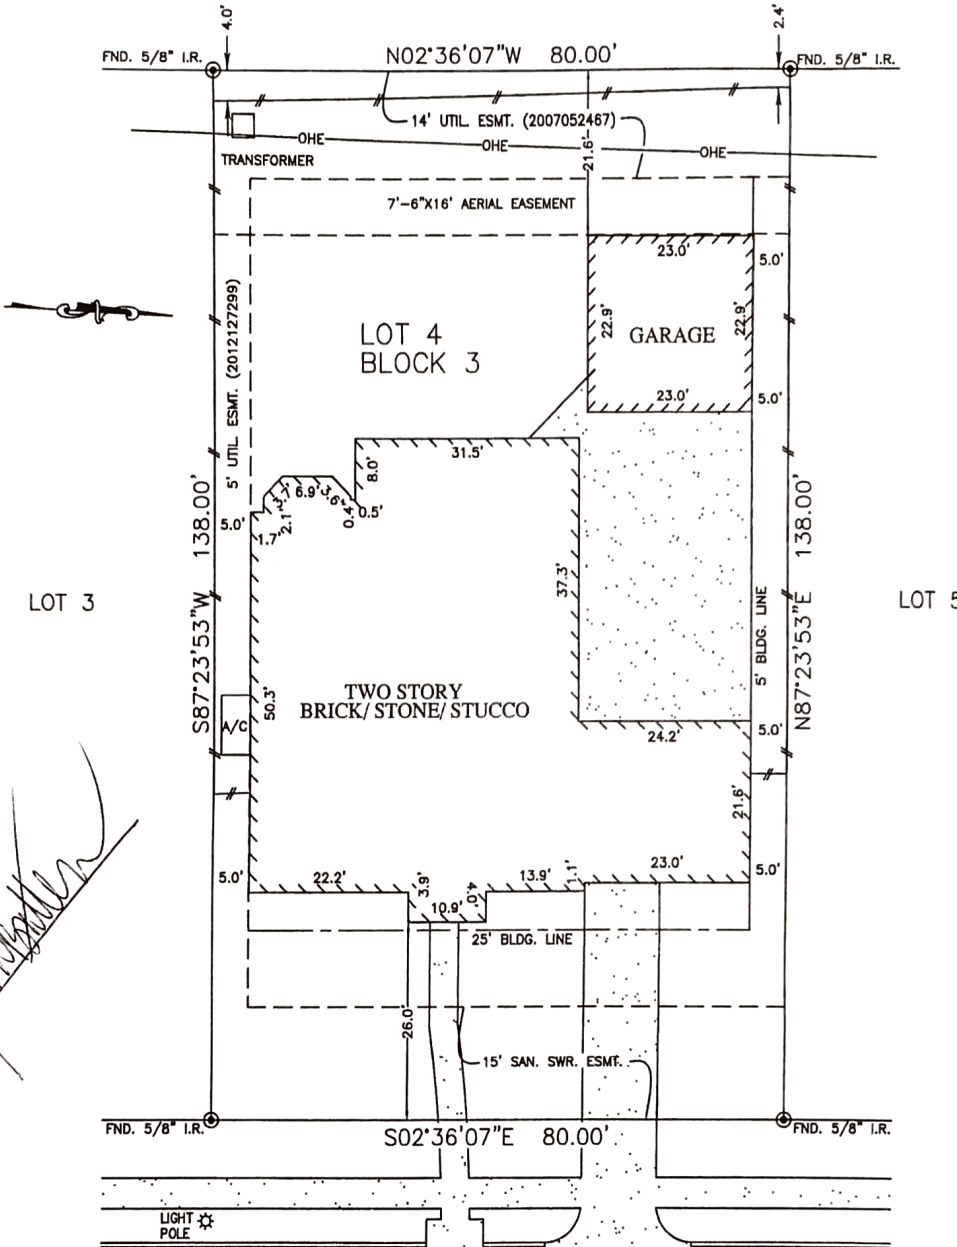 4.0'
2.4'
FND. 5/8" I.R.
N02°36'07"W 80.00'
FND. 5/8" I.R.
14' UTIL. ESMT. (2007052467)
OHE
OHE
OHE
21.6'
TRANSFORMER
7'-6"X16' AERIAL EASEMENT
23.0'
5.0'
5' UTIL ESMT. (2012127299)
LOT 4
BLOCK 3
22.9'
GARAGE
22.9'
23.0'
5.0'
31.5'
8.0'
3.7'
6.9'
3.6'
0.4'
0.5'
2.1'
1.7'
5.0'
S87°23'53"W 138.00'
N87°23'53"E 138.00'
37.3'
LOT 3
LOT 5
5' BLDG. LINE
50.3'
A/C
TWO STORY
BRICK/ STONE/ STUCCO
24.2'
5.0'
21.6'
5.0'
22.2'
3.9'
10.9'
4.0'
13.9'
1.1'
23.0'
5.0'
25' BLDG. LINE
26.0'
15' SAN. SWR. ESMT.
FND. 5/8" I.R.
S02°36'07"E 80.00'
FND. 5/8" I.R.
LIGHT
POLE